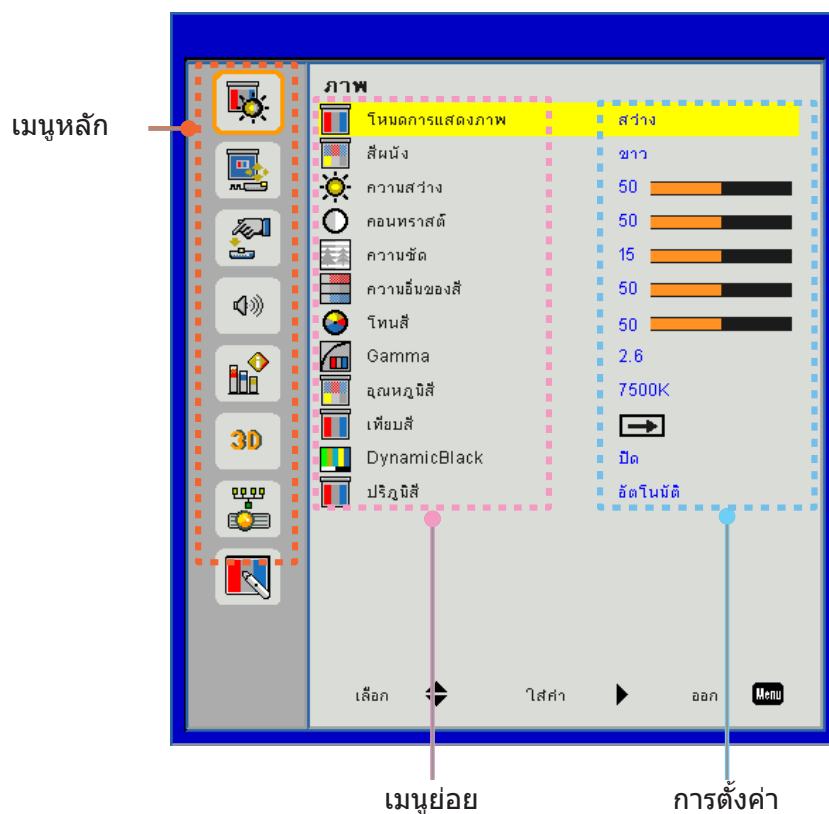 เมนูหลัก
ภาพ
โหมดการแสดงภาพ สว่าง
สีผนัง ขาว
ความสว่าง 50
คอนทราสต์ 50
ความชัด 15
ความอิ่มของสี 50
โทนสี 50
Gamma 2.6
อุณหภูมิสี 7500K
เทียบสี
DynamicBlack ปิด
ปริภูมิสี อัตโนมัติ
3D
เลือก ใส่ค่า ออก Menu
เมนูย่อย การตั้งค่า